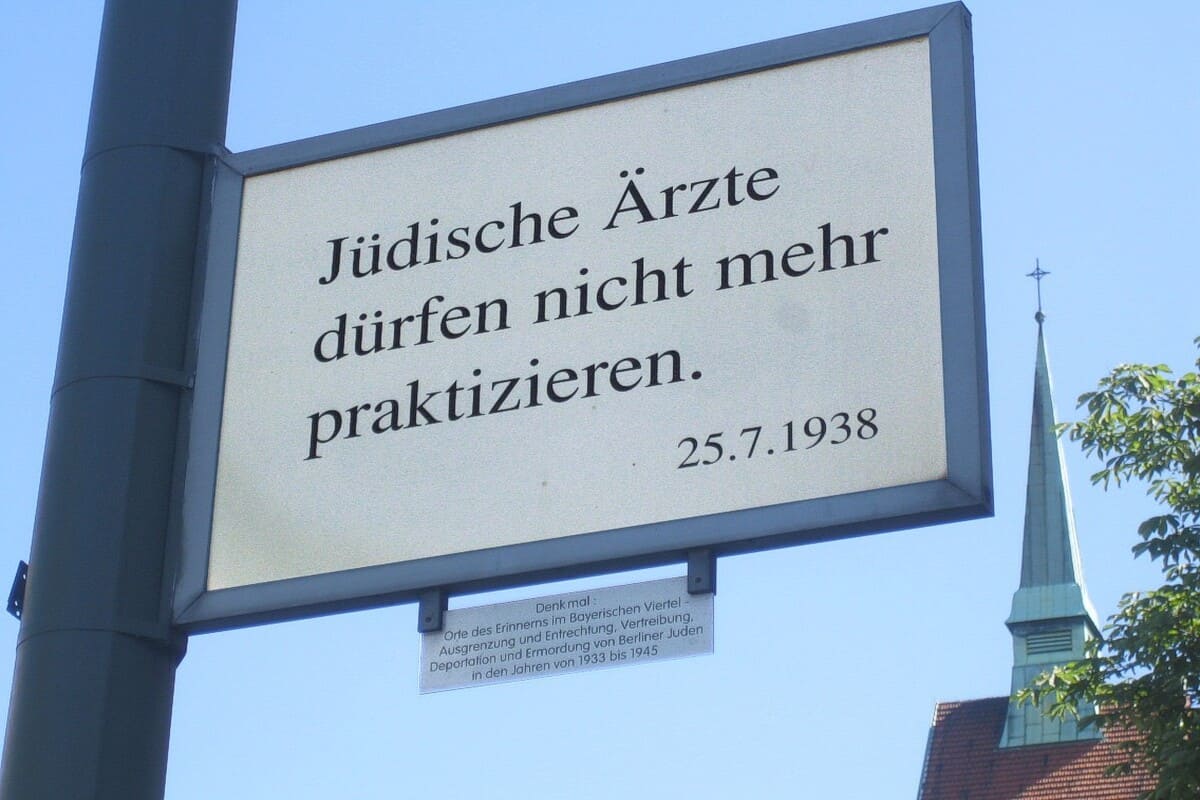 Jüdische Ärzte
dürfen nicht mehr
praktizieren.
25.7.1938
Denkmal :
Orte des Erinnerns im Bayerischen Viertel -
Ausgrenzung und Entrechtung, Vertreibung,
Deportation und Ermordung von Berliner Juden
in den Jahren von 1933 bis 1945